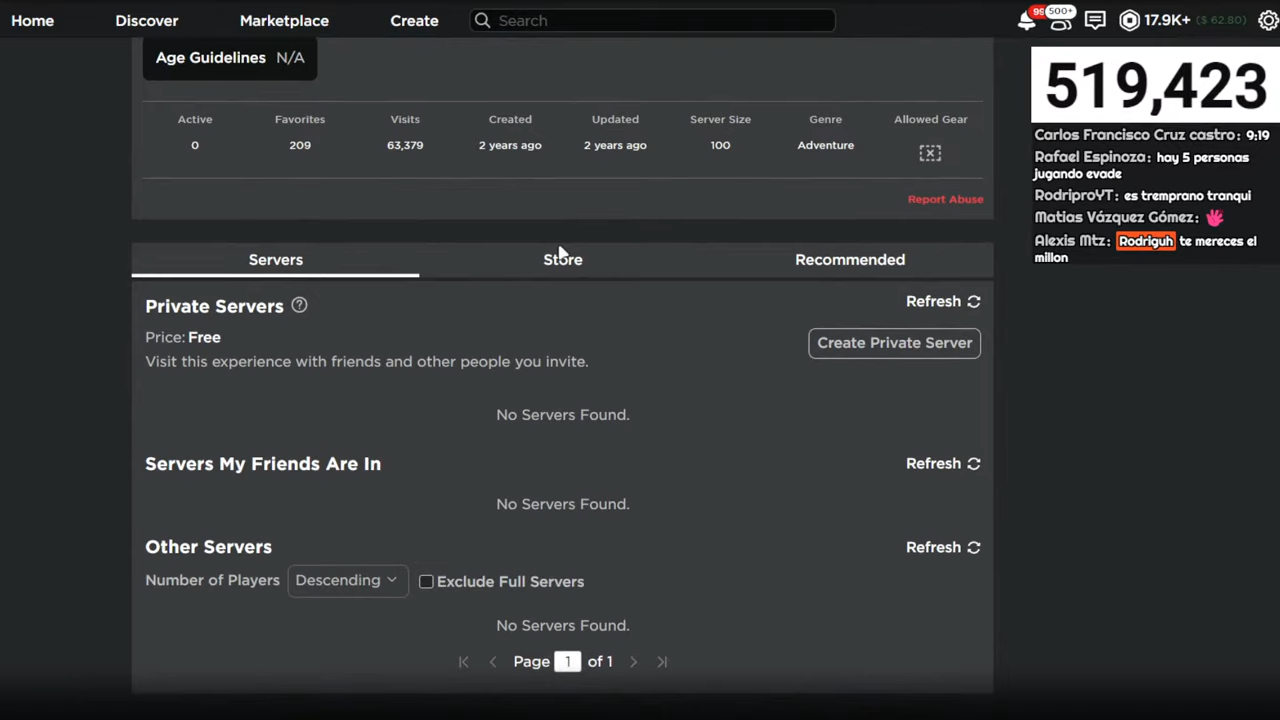 Home Discover Marketplace Create Search 99 500+ 17.9K+ ($ 62.80)
Age Guidelines N/A
Active Favorites Visits Created Updated Server Size Genre Allowed Gear
0 209 63,379 2 years ago 2 years ago 100 Adventure
Report Abuse
Servers Store Recommended
Private Servers ? Refresh
Price: Free
Create Private Server
Visit this experience with friends and other people you invite.
No Servers Found.
Servers My Friends Are In Refresh
No Servers Found.
Other Servers Refresh
Number of Players Descending Exclude Full Servers
No Servers Found.
Page 1 of 1
519,423
Carlos Francisco Cruz castro: 9:19
Rafael Espinoza: hay 5 personas
jugando evade
RodriproYT: es tremprano tranqui
Matias Vázquez Gómez:
Alexis Mtz: Rodriguh te mereces el
millon